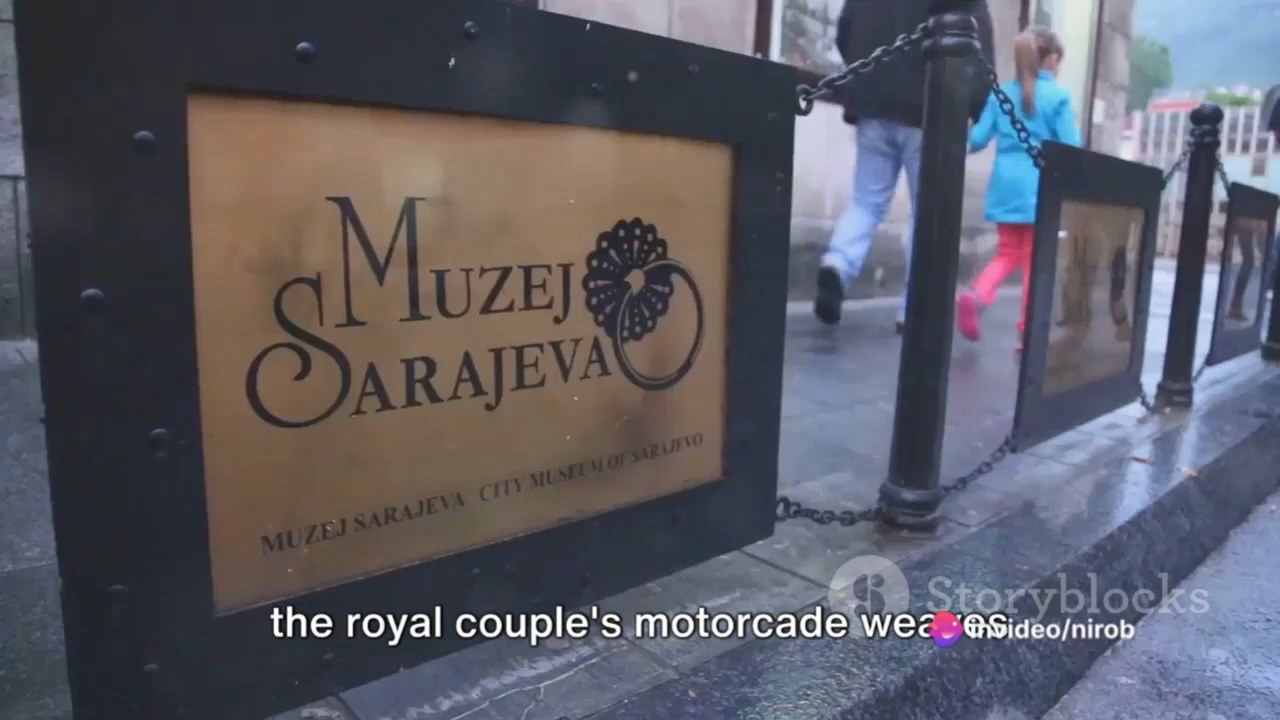 MUZEJ
SARAJEVA
MUZEJ SARAJEVA CITY MUSEUM OF SARAJEVO
Storyblocks
the royal couple's motorcade weaves
invideo/nirob